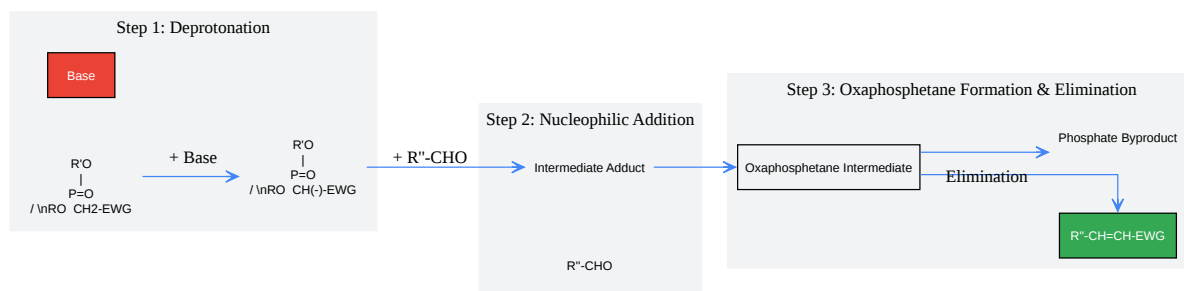 Step 1: Deprotonation
Base
R'O
|
P=O
/ \nRO  CH2-EWG
+ Base
R'O
|
P=O
/ \nRO  CH(-)-EWG
+ R"-CHO
Step 2: Nucleophilic Addition
Intermediate Adduct
R"-CHO
Step 3: Oxaphosphetane Formation & Elimination
Oxaphosphetane Intermediate
Phosphate Byproduct
Elimination
R"-CH=CH-EWG